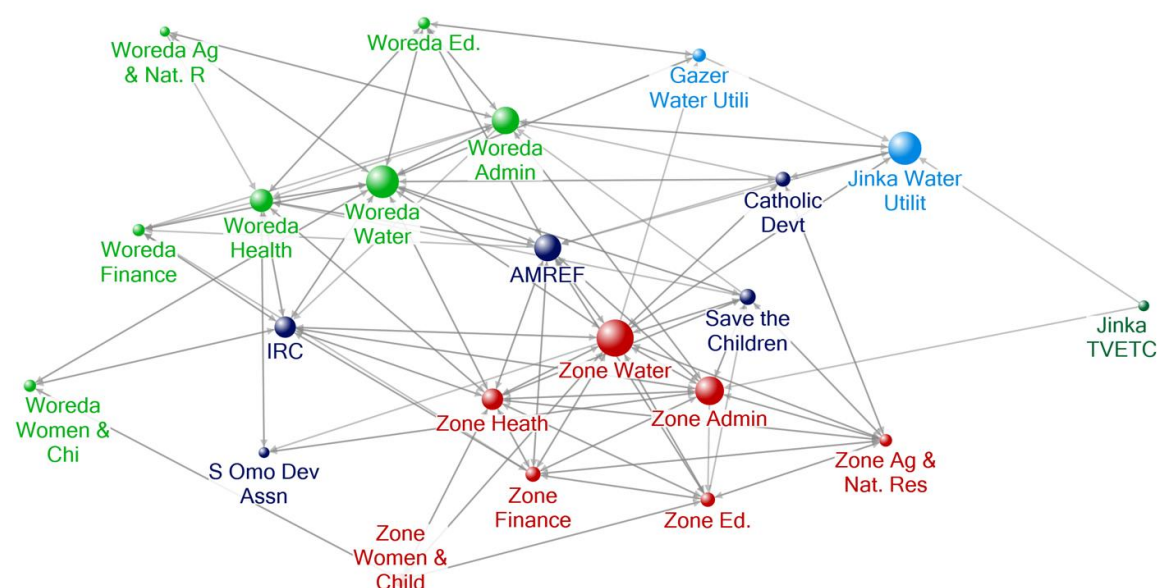 Woreda Ag
& Nat. R
Woreda Ed.
Gazer
Water Utili
Woreda
Admin
Jinka Water
Utilit
Catholic
Devt
Woreda
Health
Woreda
Water
Woreda
Finance
AMREF
Save the
Children
Jinka
TVETC
IRC
Zone Water
Woreda
Women &
Chi
Zone Heath
Zone Admin
S Omo Dev
Assn
Zone
Finance
Zone Ed.
Zone Ag &
Nat. Res
Zone
Women &
Child